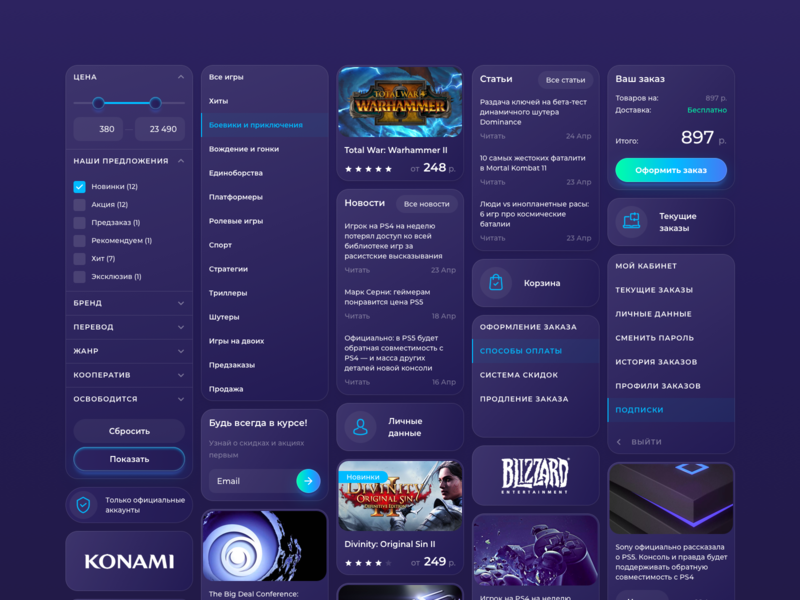 ЦЕНА
380
23 490
НАШИ ПРЕДЛОЖЕНИЯ
Новинки (12)
Акция (12)
Предзаказ (1)
Рекомендуем (1)
Хит (7)
Эксклюзив (1)
БРЕНД
ПЕРЕВОД
ЖАНР
КООПЕРАТИВ
ОСВОБОДИТСЯ
Сбросить
Показать
Только официальные
аккаунты
KONAMI
Все игры
Хиты
Боевики и приключения
Вождение и гонки
Единоборства
Платформеры
Ролевые игры
Спорт
Стратегии
Триллеры
Шутеры
Игры на двоих
Предзаказы
Продажа
Будь всегда в курсе!
Узнай о скидках и акциях
первым
Email
The Big Deal Conference:
TOTAL WAR
WARHAMMER
II
Total War: Warhammer II
от 248 р.
Новости
Все новости
Игрок на PS4 на неделю
потерял доступ ко всей
библиотеке игр за
расистские высказывания
Читать
23 Апр
Марк Серни: геймерам
понравится цена PS5
Читать
18 Апр
Официально: в PS5 будет
обратная совместимость с
PS4 — и масса других
деталей новой консоли
Читать
16 Апр
Личные
данные
Новинки
DIVINITY
ORIGINAL SIN
II
DEFINITIVE EDITION
Divinity: Original Sin II
от 249 р.
Статьи
Все статьи
Раздача ключей на бета-тест
динамичного шутера
Dominance
Читать
24 Апр
10 самых жестоких фаталити
в Mortal Kombat 11
Читать
23 Апр
Люди vs инопланетные расы:
6 игр про космические
баталии
Читать
23 Апр
Корзина
ОФОРМЛЕНИЕ ЗАКАЗА
СПОСОБЫ ОПЛАТЫ
СИСТЕМА СКИДОК
ПРОДЛЕНИЕ ЗАКАЗА
BLIZZARD
ENTERTAINMENT
Игрок на PS4 на неделю
Ваш заказ
Товаров на:
897 р.
Доставка:
Бесплатно
Итого:
897 р.
Оформить заказ
Текущие
заказы
МОЙ КАБИНЕТ
ТЕКУЩИЕ ЗАКАЗЫ
ЛИЧНЫЕ ДАННЫЕ
СМЕНИТЬ ПАРОЛЬ
ИСТОРИЯ ЗАКАЗОВ
ПРОФИЛИ ЗАКАЗОВ
ПОДПИСКИ
ВЫЙТИ
Sony официально рассказала
о PS5. Консоль и правда будет
поддерживать обратную
совместимость с PS4